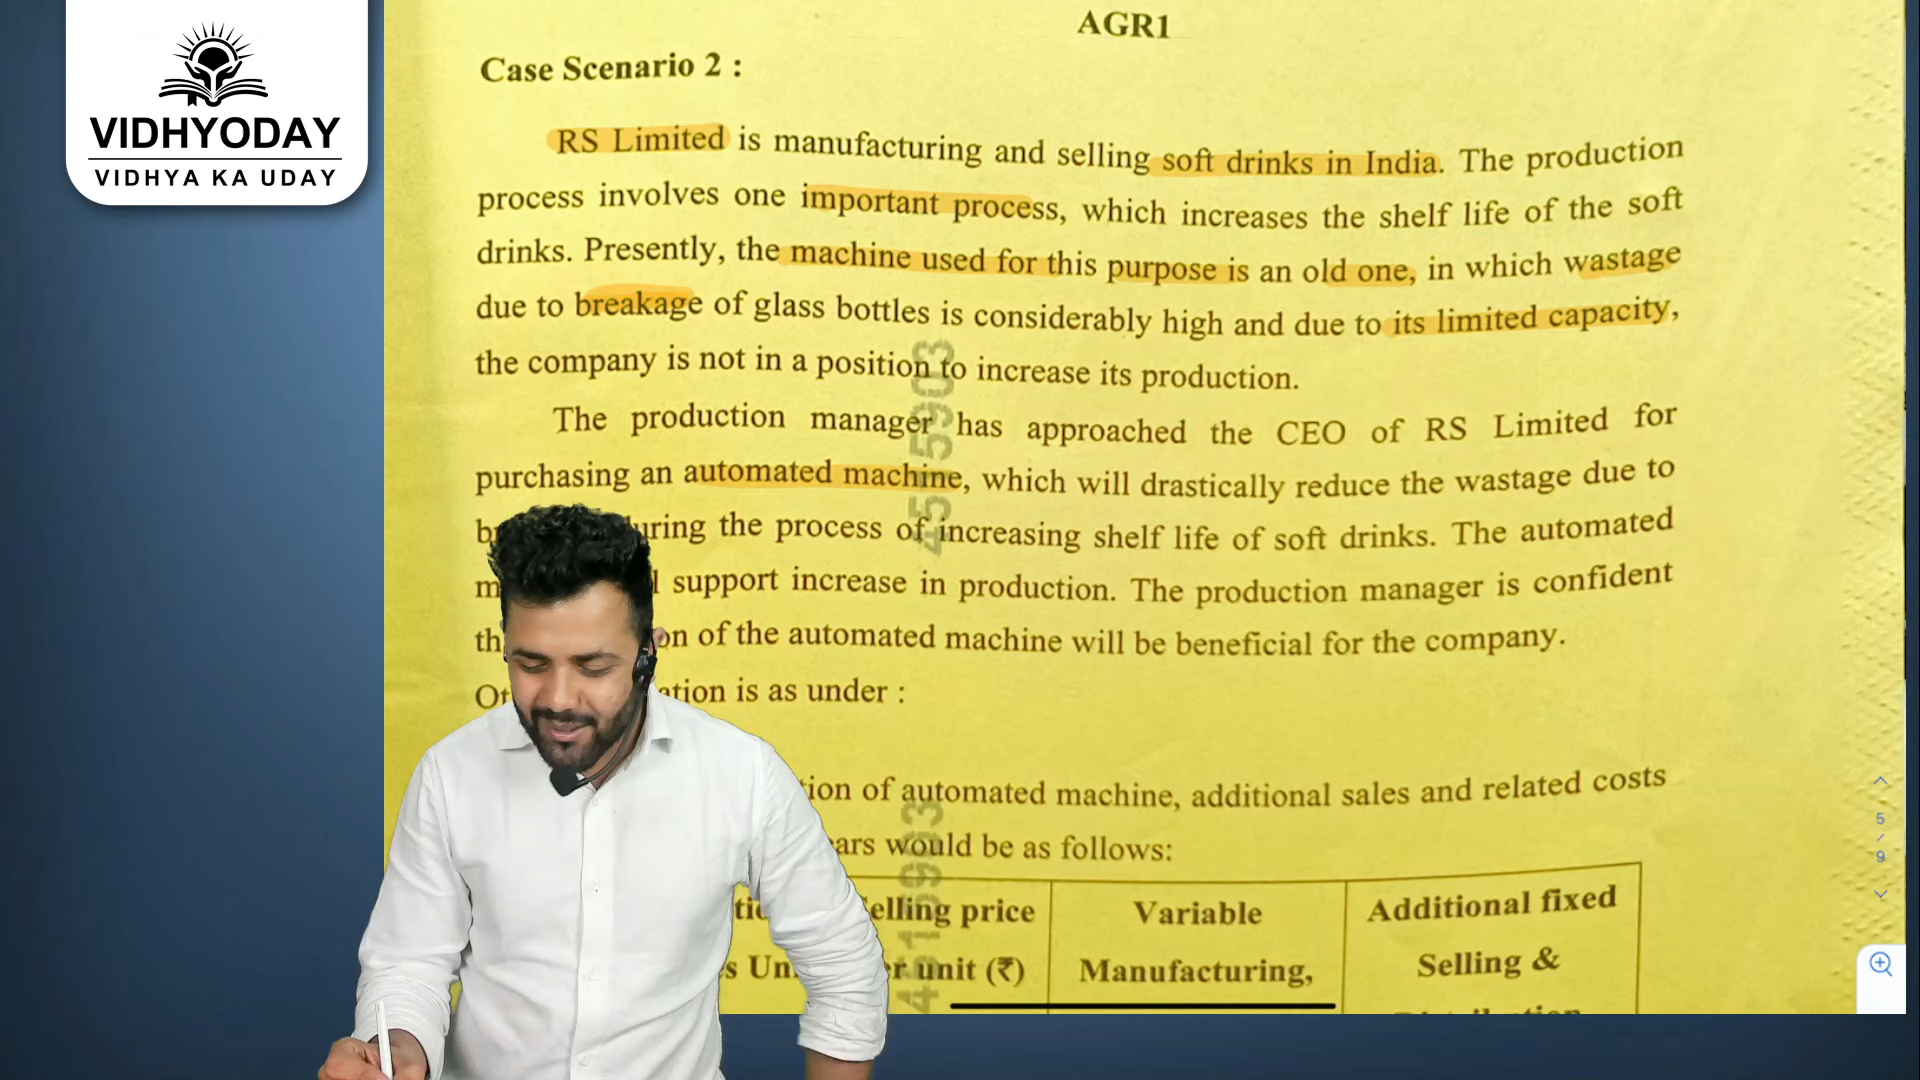 VIDHYODAY
VIDHYA KA UDAY
AGR1
Case Scenario 2 :
RS Limited is manufacturing and selling soft drinks in India. The production
process involves one important process, which increases the shelf life of the soft
drinks. Presently, the machine used for this purpose is an old one, in which wastage
due to breakage of glass bottles is considerably high and due to its limited capacity,
the company is not in a position to increase its production.
The production manager has approached the CEO of RS Limited for
purchasing an automated machine, which will drastically reduce the wastage due to
the process of increasing shelf life of soft drinks. The automated
support increase in production. The production manager is confident
of the automated machine will be beneficial for the company.
is as under :
of automated machine, additional sales and related costs
would be as follows:
elling price
Variable
Additional fixed
unit (₹)
Manufacturing,
Selling &
5
/
9